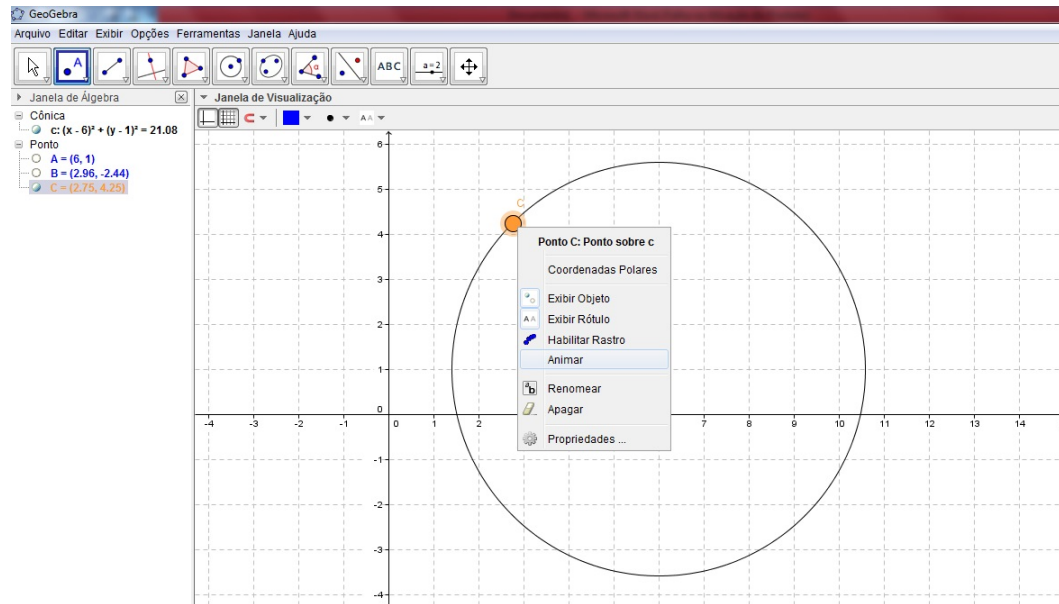 GeoGebra
Arquivo Editar Exibir Opções Ferramentas Janela Ajuda
A
α
ABC
a=2
Janela de Álgebra
Janela de Visualização
Cônica
c: (x - 6)² + (y - 1)² = 21.08
Ponto
A = (6, 1)
B = (2.96, -2.44)
C = (2.75, 4.25)
AA
6
5
4
3
2
1
0
-1
-2
-3
-4
C
Ponto C: Ponto sobre c
Coordenadas Polares
Exibir Objeto
AA
Exibir Rótulo
Habilitar Rastro
Animar
ab
Renomear
Apagar
Propriedades ...
-4 -3 -2 -1 0 1 2 7 8 9 10 11 12 13 14